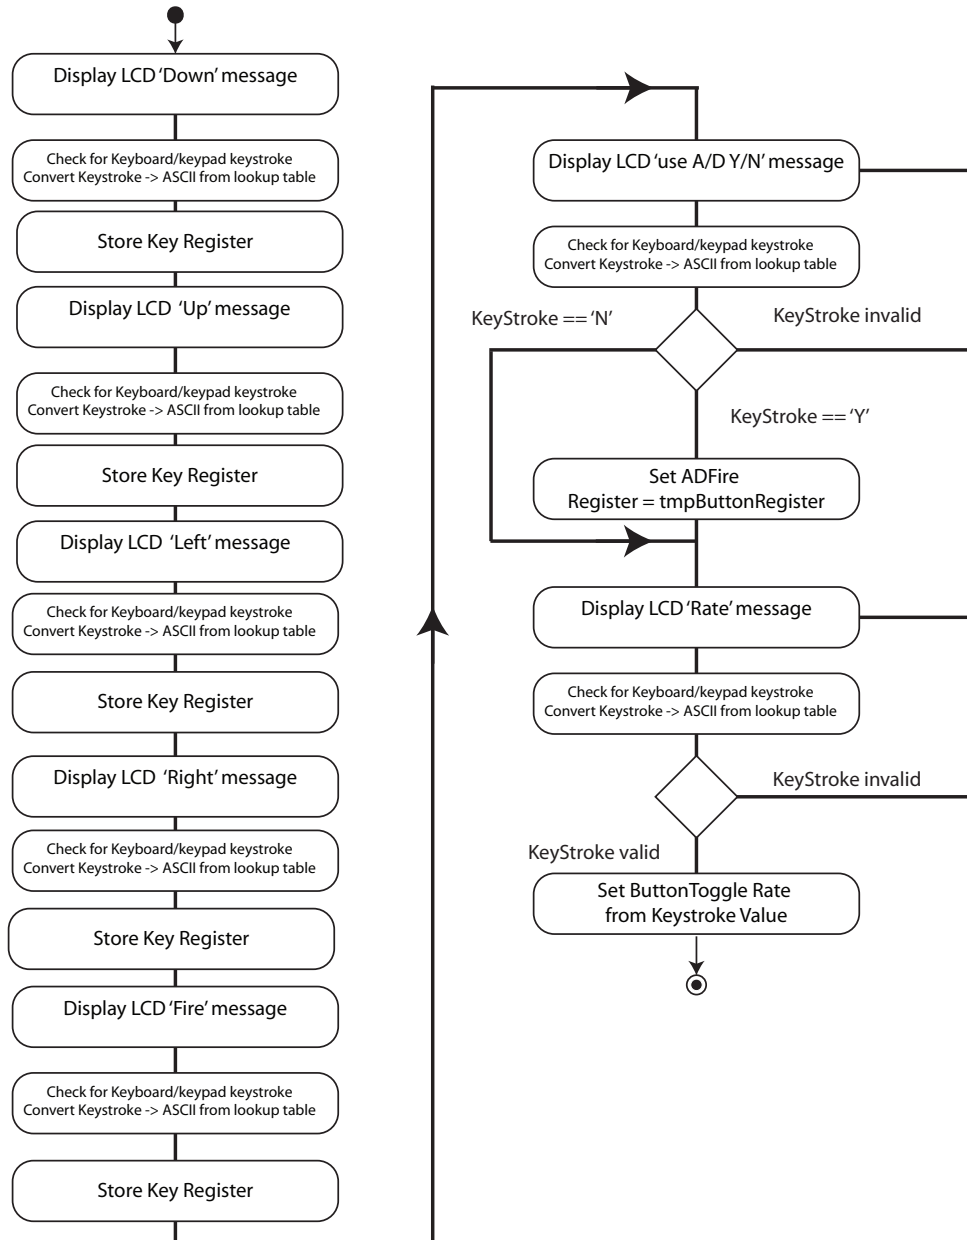 Display LCD 'Down' message
Check for Keyboard/keypad keystroke
Convert Keystroke -> ASCII from lookup table
Store Key Register
Display LCD 'Up' message
Check for Keyboard/keypad keystroke
Convert Keystroke -> ASCII from lookup table
Store Key Register
Display LCD 'Left' message
Check for Keyboard/keypad keystroke
Convert Keystroke -> ASCII from lookup table
Store Key Register
Display LCD 'Right' message
Check for Keyboard/keypad keystroke
Convert Keystroke -> ASCII from lookup table
Store Key Register
Display LCD 'Fire' message
Check for Keyboard/keypad keystroke
Convert Keystroke -> ASCII from lookup table
Store Key Register
Display LCD 'use A/D Y/N' message
Check for Keyboard/keypad keystroke
Convert Keystroke -> ASCII from lookup table
KeyStroke == 'N'
KeyStroke invalid
KeyStroke == 'Y'
Set ADFire
Register = tmpButtonRegister
Display LCD 'Rate' message
Check for Keyboard/keypad keystroke
Convert Keystroke -> ASCII from lookup table
KeyStroke invalid
KeyStroke valid
Set ButtonToggle Rate
from Keystroke Value